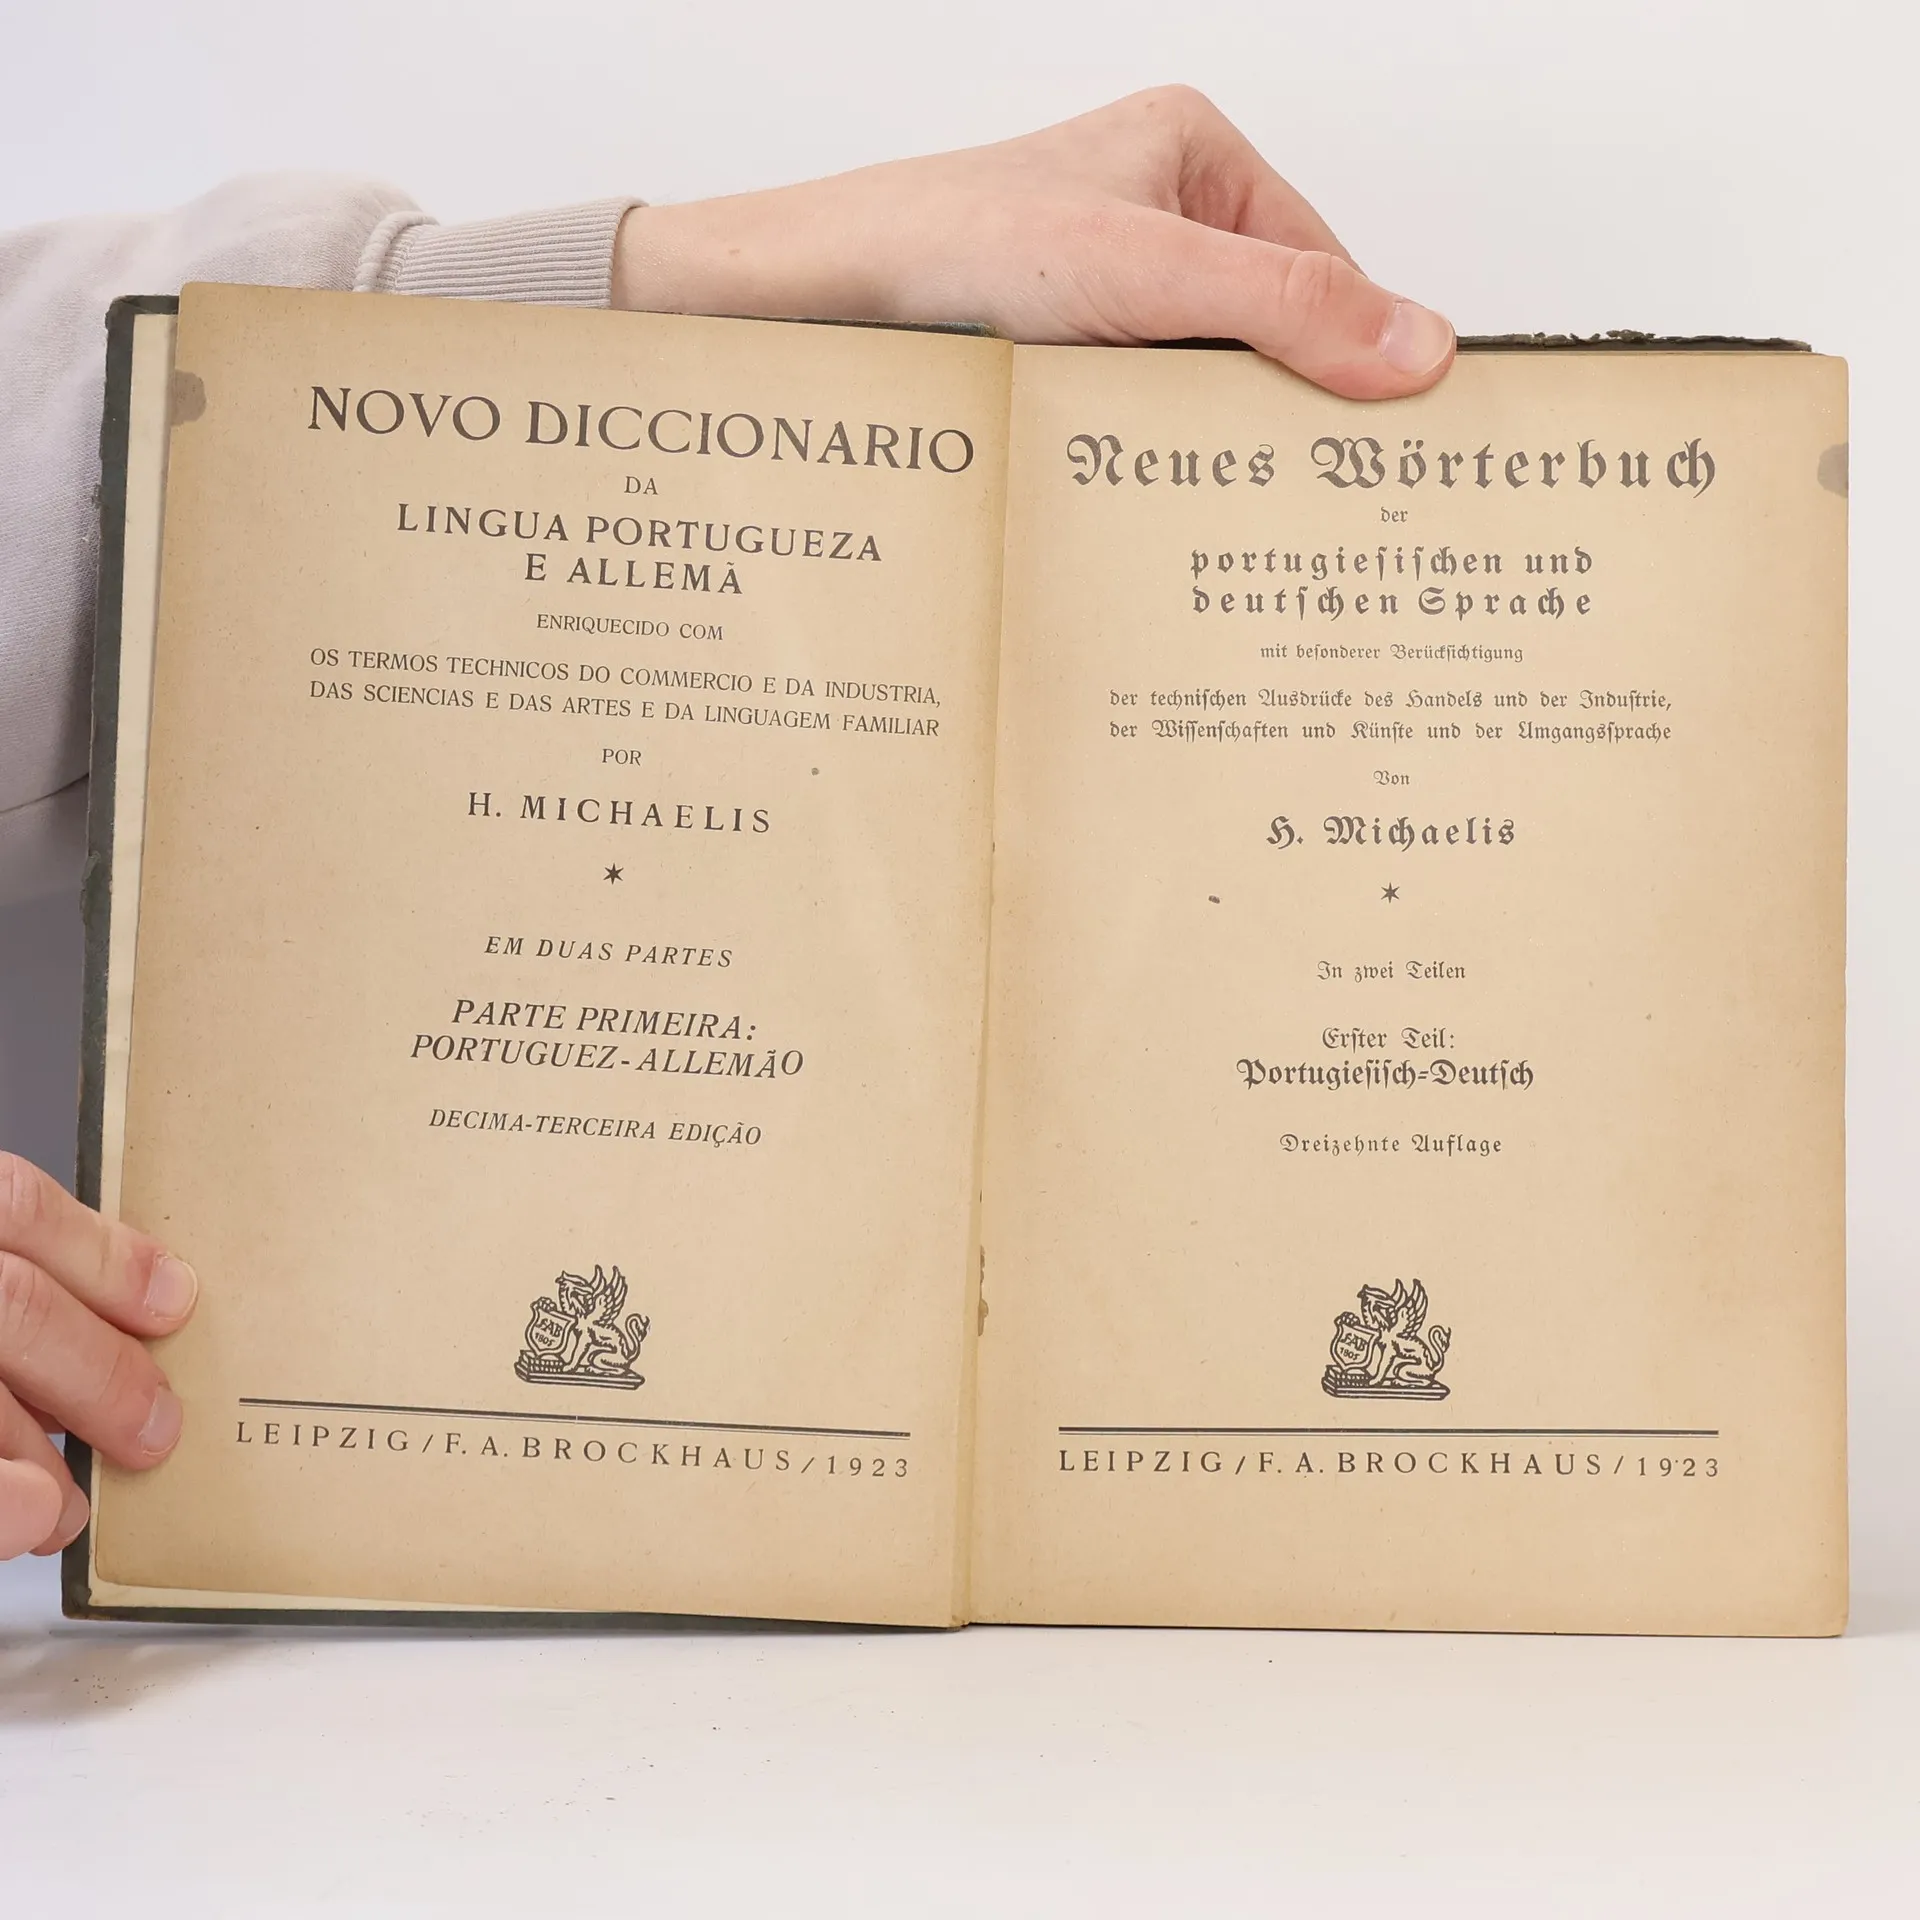 NOVO DICCIONARIO
DA
LINGUA PORTUGUEZA
E ALLEMÃ
ENRIQUECIDO COM
OS TERMOS TECHNICOS DO COMMERCIO E DA INDUSTRIA,
DAS SCIENCIAS E DAS ARTES E DA LINGUAGEM FAMILIAR
POR
H. MICHAELIS
EM DUAS PARTES
PARTE PRIMEIRA:
PORTUGUEZ-ALLEMÃO
DECIMA-TERCEIRA EDIÇÃO
FAB
1805
LEIPZIG / F. A. BROCKHAUS / 1923
Neues Wörterbuch
der
portugieſiſchen und
deutſchen Sprache
mit beſonderer Berückſichtigung
der techniſchen Ausdrücke des Handels und der Induſtrie,
der Wiſſenſchaften und Künſte und der Umgangsſprache
Von
H. Michaelis
In zwei Teilen
Erſter Teil:
Portugieſiſch-Deutſch
Dreizehnte Auflage
FAB
1805
LEIPZIG / F. A. BROCKHAUS / 1923